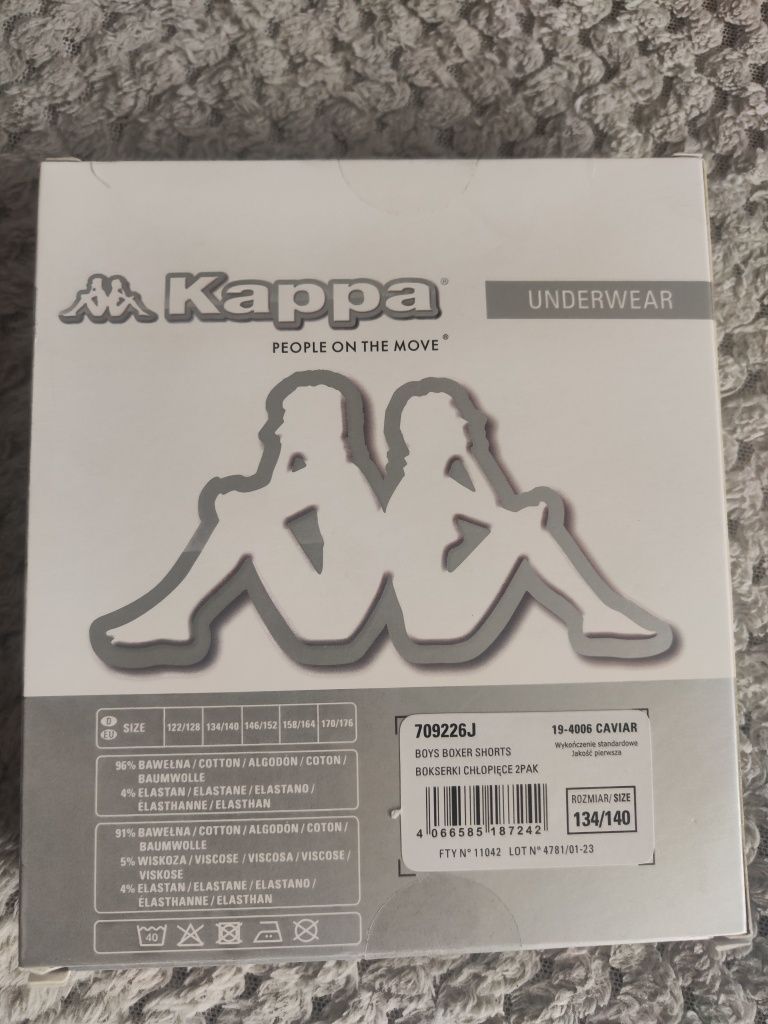 Kappa®
UNDERWEAR
PEOPLE ON THE MOVE®
D
EU
SIZE 122/128 134/140 146/152 158/164 170/176
96% BAWEŁNA / COTTON / ALGODÓN / COTON /
BAUMWOLLE
4% ELASTAN / ELASTANE / ELASTANO /
ÉLASTHANNE / ELASTHAN
91% BAWEŁNA / COTTON / ALGODÓN / COTON /
BAUMWOLLE
5% WISKOZA / VISCOSE / VISCOSA / VISCOSE /
VISKOSE
4% ELASTAN / ELASTANE / ELASTANO /
ÉLASTHANNE / ELASTHAN
40
709226J 19-4006 CAVIAR
Wykończenie standardowe
Jakość pierwsza
BOYS BOXER SHORTS
BOKSERKI CHŁOPIĘCE 2PAK
ROZMIAR/ SIZE
134/140
4 066585 187242
FTY N° 11042 LOT N° 4781/01-23